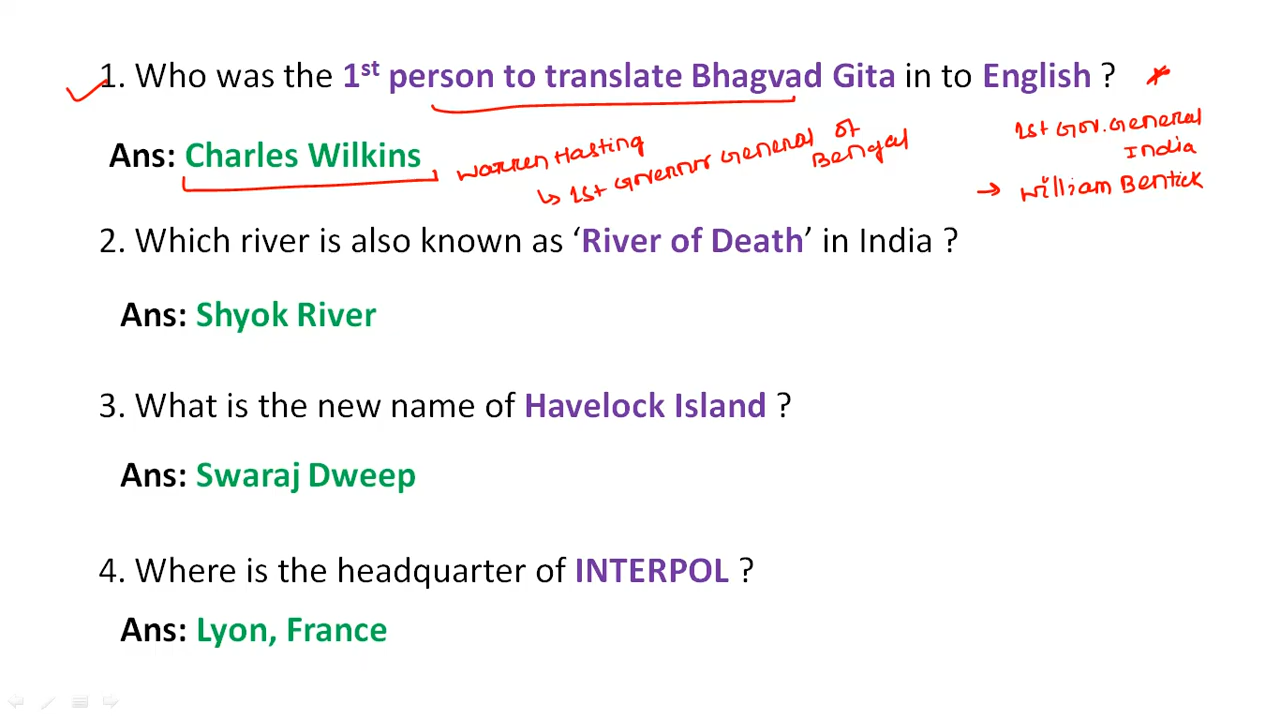 1. Who was the 1st person to translate Bhagvad Gita in to English ?
Ans: Charles Wilkins
Warren Hasting
↳ 1st Governor General of
Bengal
1st Gov. General
India
→ William Bentick
2. Which river is also known as ‘River of Death’ in India ?
Ans: Shyok River
3. What is the new name of Havelock Island ?
Ans: Swaraj Dweep
4. Where is the headquarter of INTERPOL ?
Ans: Lyon, France